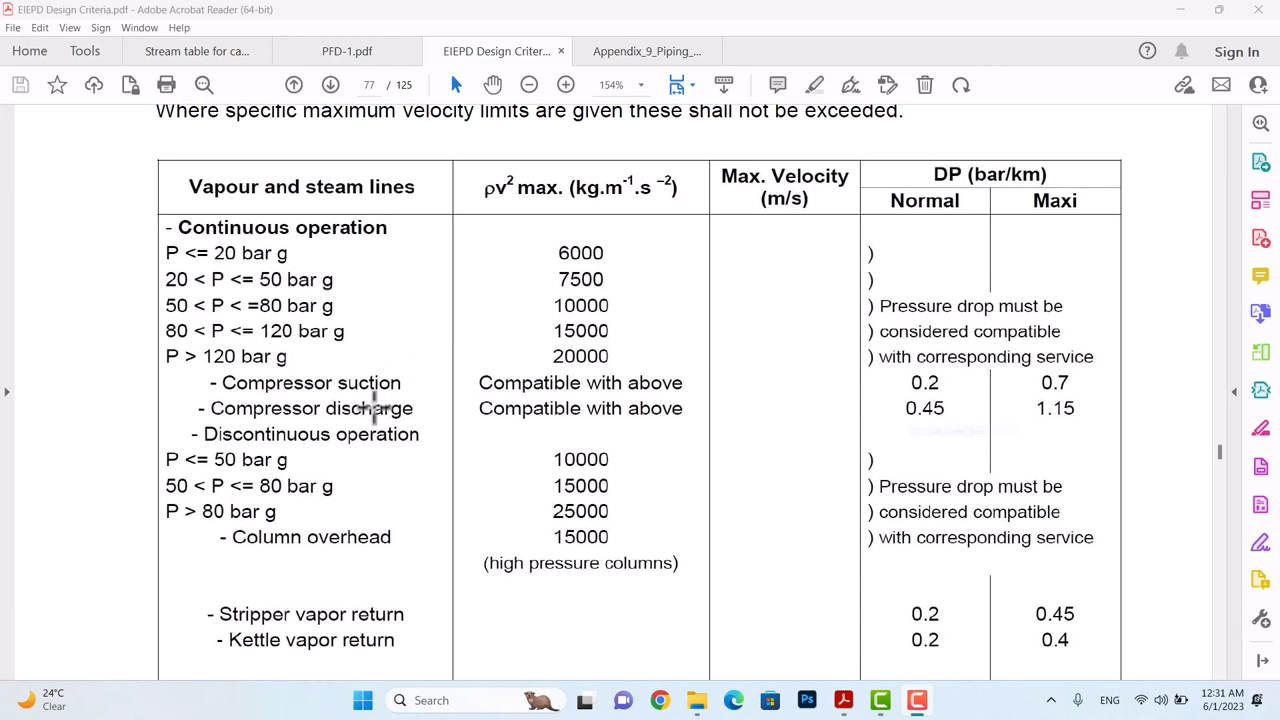 EIEPD Design Criteria.pdf - Adobe Acrobat Reader (64-bit)
File Edit View Sign Window Help
Home Tools Stream table for ca... PFD-1.pdf EIEPD Design Criter... × Appendix_9_Piping_... Sign In
77 / 125 154%
Where specific maximum velocity limits are given these shall not be exceeded.
Vapour and steam lines ρv² max. (kg.m⁻¹.s ⁻²) Max. Velocity (m/s) DP (bar/km)
Normal Maxi
- Continuous operation
P <= 20 bar g 6000 )
20 < P <= 50 bar g 7500 )
50 < P < =80 bar g 10000 ) Pressure drop must be
80 < P <= 120 bar g 15000 ) considered compatible
P > 120 bar g 20000 ) with corresponding service
- Compressor suction Compatible with above 0.2 0.7
- Compressor discharge Compatible with above 0.45 1.15
- Discontinuous operation
P <= 50 bar g 10000 )
50 < P <= 80 bar g 15000 ) Pressure drop must be
P > 80 bar g 25000 ) considered compatible
- Column overhead 15000 ) with corresponding service
(high pressure columns)
- Stripper vapor return 0.2 0.45
- Kettle vapor return 0.2 0.4
24°C
Clear
Search
Ps
ENG
12:31 AM
6/1/2023